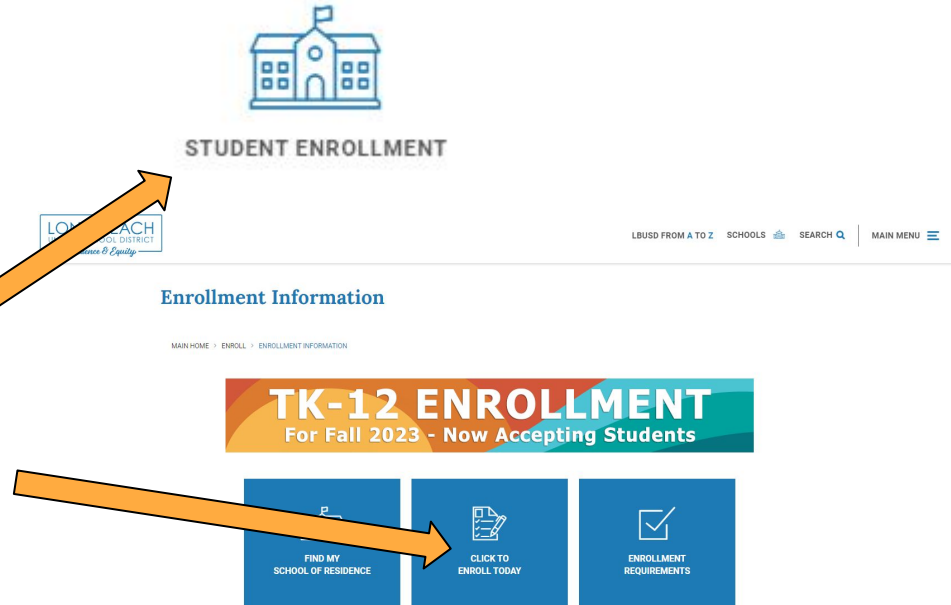 STUDENT ENROLLMENT
LBUSD FROM A TO Z SCHOOLS SEARCH MAIN MENU
& Equity
Enrollment Information
MAIN HOME > ENROLL > ENROLLMENT INFORMATION
TK-12 ENROLLMENT
For Fall 2023 - Now Accepting Students
FIND MY
SCHOOL OF RESIDENCE
CLICK TO
ENROLL TODAY
ENROLLMENT
REQUIREMENTS